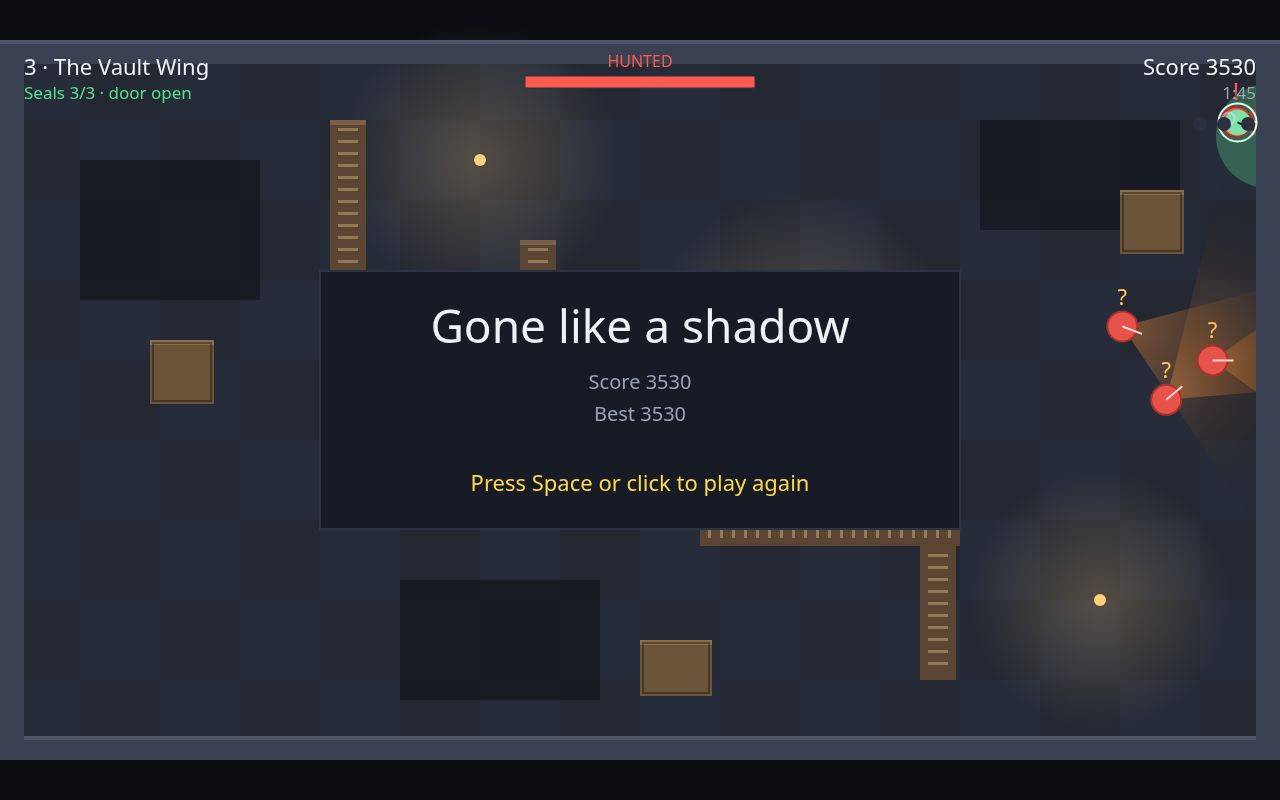 3 · The Vault Wing
HUNTED
Score 3530
Seals 3/3 · door open
1:45
!
?
?
?
Gone like a shadow
Score 3530
Best 3530
Press Space or click to play again